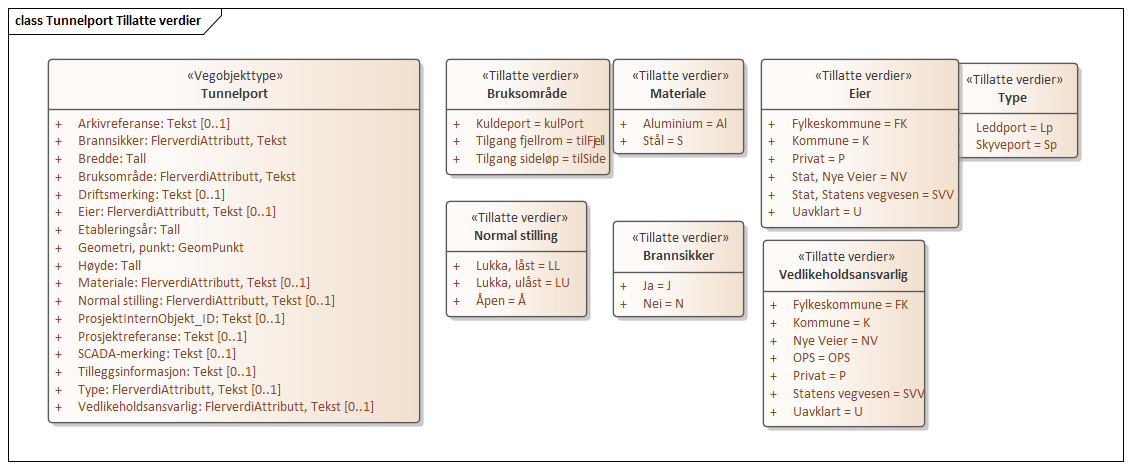 class Tunnelport Tillatte verdier
«Vegobjekttype»
Tunnelport
+ Arkivreferanse: Tekst [0..1]
+ Brannsikker: FlerverdiAttributt, Tekst
+ Bredde: Tall
+ Bruksområde: FlerverdiAttributt, Tekst
+ Driftsmerking: Tekst [0..1]
+ Eier: FlerverdiAttributt, Tekst [0..1]
+ Etableringsår: Tall
+ Geometri, punkt: GeomPunkt
+ Høyde: Tall
+ Materiale: FlerverdiAttributt, Tekst [0..1]
+ Normal stilling: FlerverdiAttributt, Tekst [0..1]
+ ProsjektInternObjekt_ID: Tekst [0..1]
+ Prosjektreferanse: Tekst [0..1]
+ SCADA-merking: Tekst [0..1]
+ Tilleggsinformasjon: Tekst [0..1]
+ Type: FlerverdiAttributt, Tekst [0..1]
+ Vedlikeholdsansvarlig: FlerverdiAttributt, Tekst [0..1]
«Tillatte verdier»
Bruksområde
+ Kuldeport = kulPort
+ Tilgang fjellrom = tilFjell
+ Tilgang sideløp = tilSide
«Tillatte verdier»
Materiale
+ Aluminium = Al
+ Stål = S
«Tillatte verdier»
Eier
+ Fylkeskommune = FK
+ Kommune = K
+ Privat = P
+ Stat, Nye Veier = NV
+ Stat, Statens vegvesen = SVV
+ Uavklart = U
«Tillatte verdier»
Type
Leddport = Lp
Skyveport = Sp
«Tillatte verdier»
Normal stilling
+ Lukka, låst = LL
+ Lukka, ulåst = LU
+ Åpen = Å
«Tillatte verdier»
Brannsikker
+ Ja = J
+ Nei = N
«Tillatte verdier»
Vedlikeholdsansvarlig
+ Fylkeskommune = FK
+ Kommune = K
+ Nye Veier = NV
+ OPS = OPS
+ Privat = P
+ Statens vegvesen = SVV
+ Uavklart = U